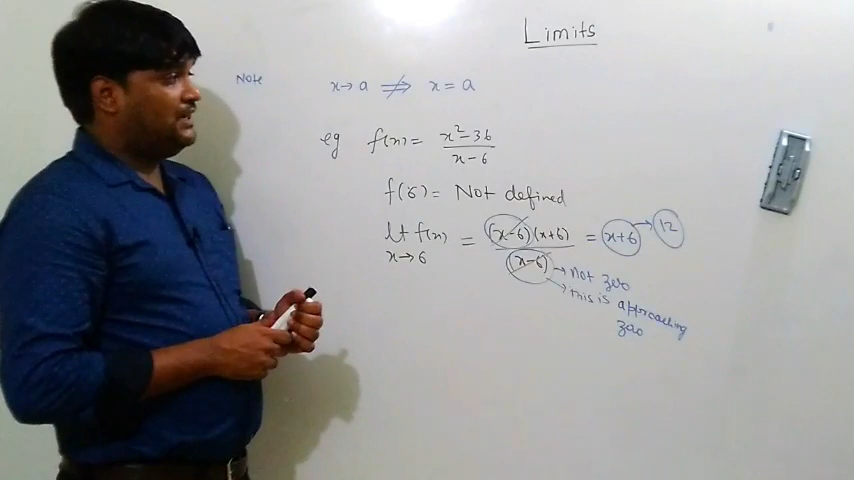 Limits
Note x→a ⇏ x = a
eg f(x) = x²-36 / x-6
f(6) = Not defined
lt f(x) = (x-6)(x+6) / (x-6) = x+6 → 12
x→6
→ Not zero
→ this is approaching
zero